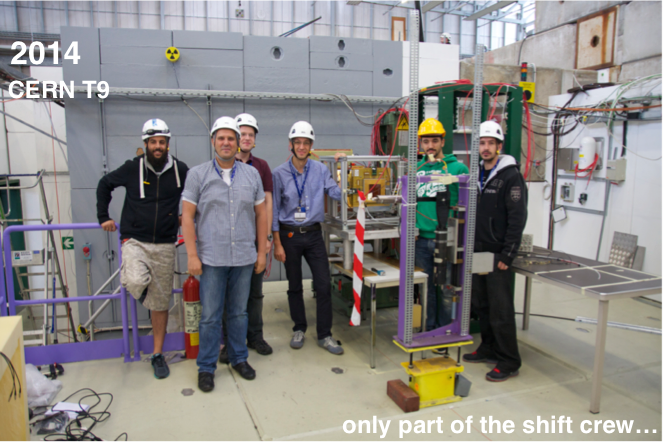 2014
CERN T9
only part of the shift crew...